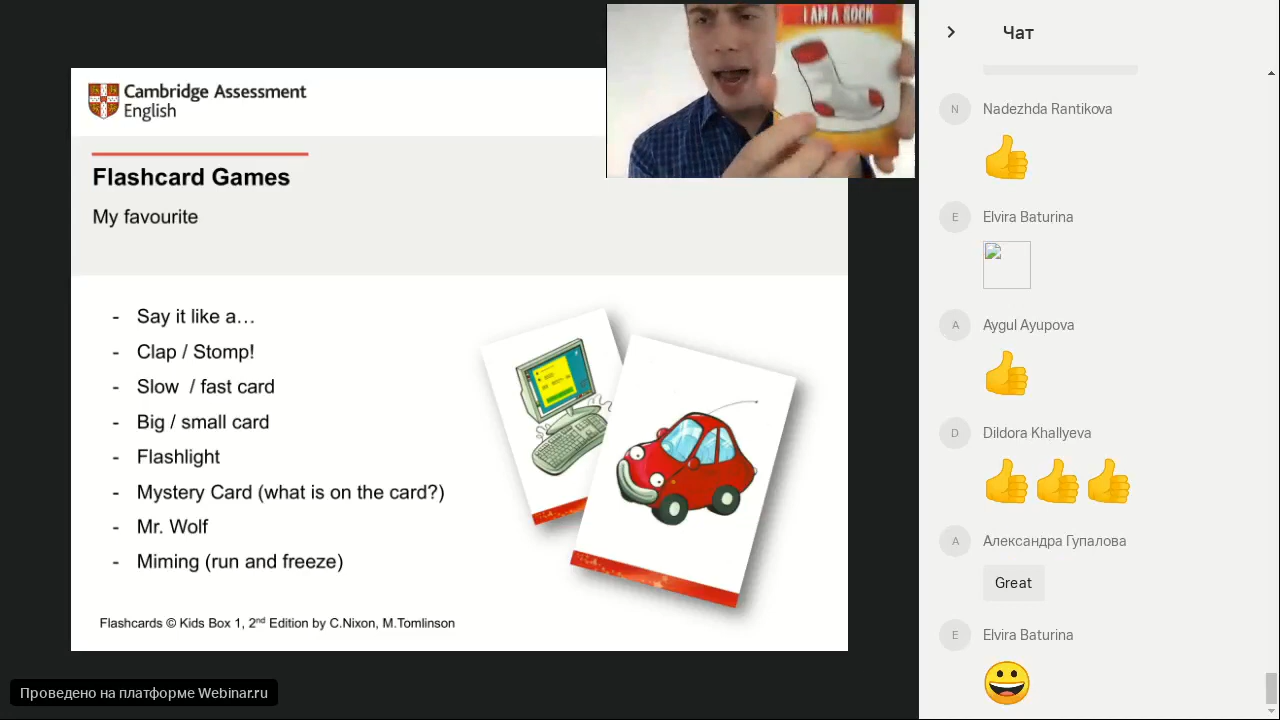 I AM A SOCK
Cambridge Assessment
English
Flashcard Games
My favourite
- Say it like a…
- Clap / Stomp!
- Slow / fast card
- Big / small card
- Flashlight
- Mystery Card (what is on the card?)
- Mr. Wolf
- Miming (run and freeze)
Flashcards © Kids Box 1, 2nd Edition by C.Nixon, M.Tomlinson
Проведено на платформе Webinar.ru
Чат
N
Nadezhda Rantikova
E
Elvira Baturina
A
Aygul Ayupova
D
Dildora Khallyeva
А
Александра Гупалова
Great
E
Elvira Baturina